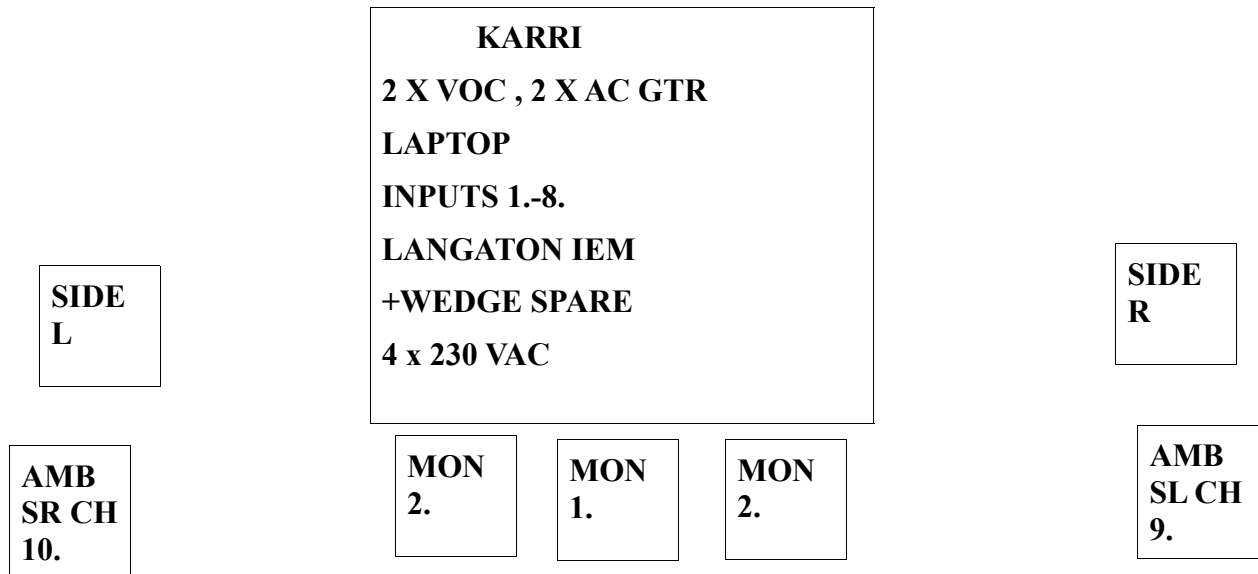 KARRI
2 X VOC , 2 X AC GTR
LAPTOP
INPUTS 1.-8.
LANGATON IEM
+WEDGE SPARE
4 x 230 VAC
SIDE
L
SIDE
R
AMB
SR CH
10.
MON
2.
MON
1.
MON
2.
AMB
SL CH
9.